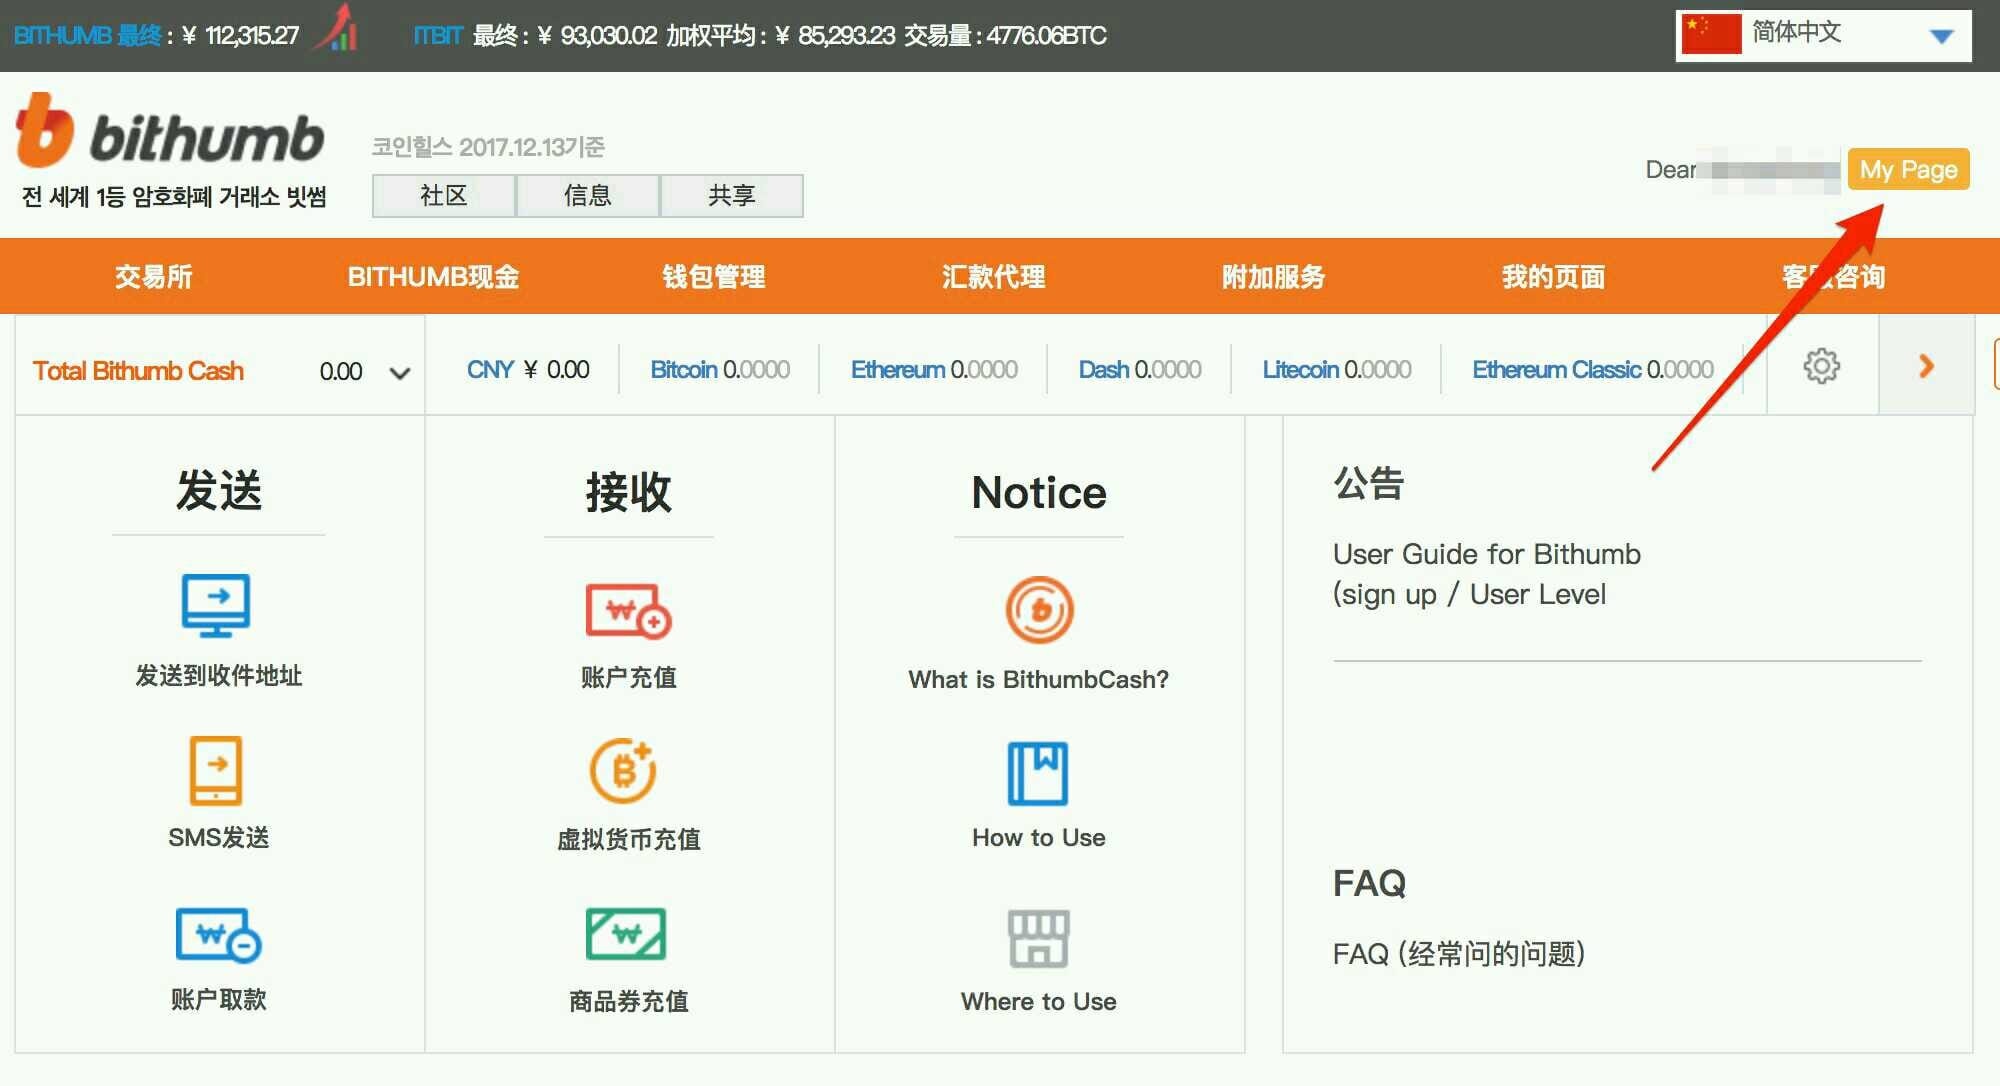 BITHUMB 最终 : ￥ 112,315.27 ITBIT 最终 : ￥ 93,030.02 加权平均 : ￥ 85,293.23 交易量 : 4776.06BTC 简体中文
bithumb
코인힐스 2017.12.13기준
Dear My Page
전 세계 1등 암호화폐 거래소 빗썸
社区 信息 共享
交易所 BITHUMB现金 钱包管理 汇款代理 附加服务 我的页面 客服咨询
Total Bithumb Cash 0.00 CNY ￥ 0.00 Bitcoin 0.0000 Ethereum 0.0000 Dash 0.0000 Litecoin 0.0000 Ethereum Classic 0.0000
发送
发送到收件地址
SMS发送
账户取款
接收
账户充值
虚拟货币充值
商品券充值
Notice
What is BithumbCash?
How to Use
Where to Use
公告
User Guide for Bithumb
(sign up / User Level
FAQ
FAQ (经常问的问题)